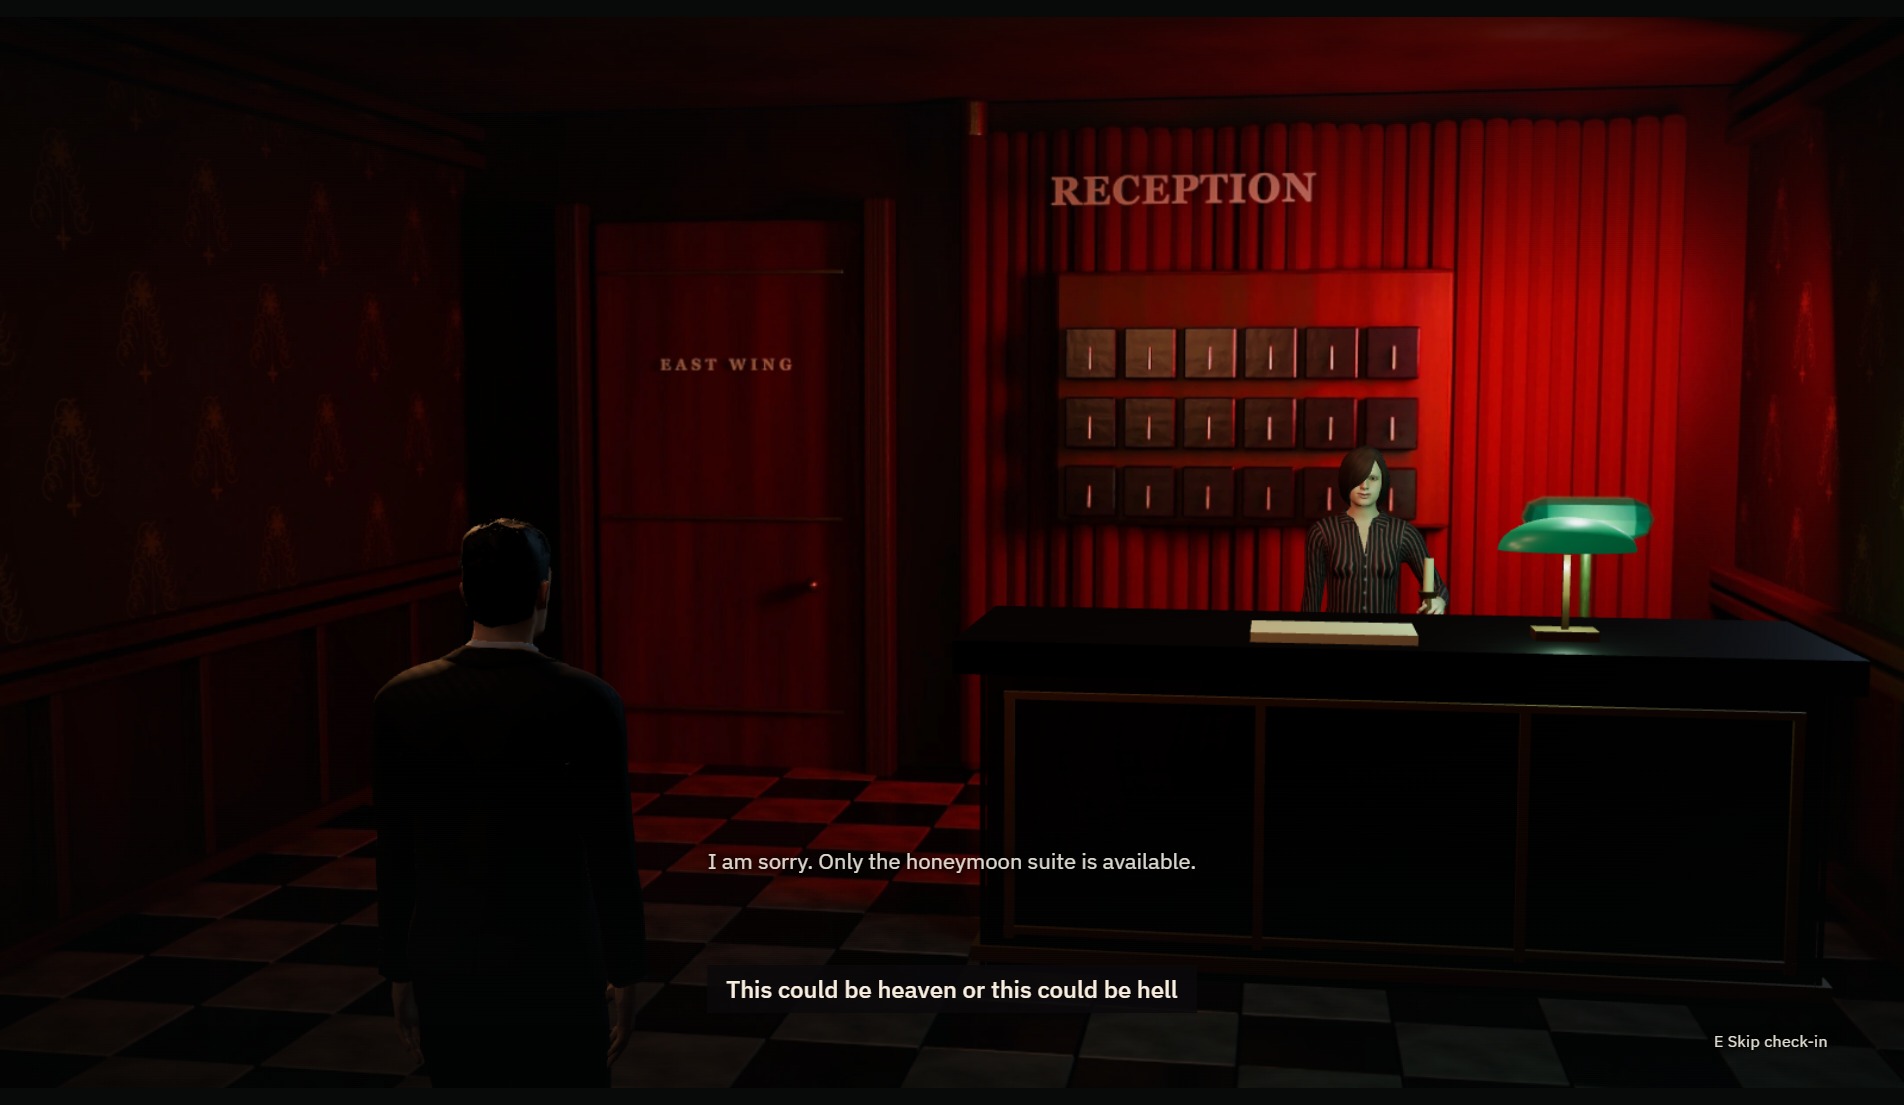 RECEPTION
EAST WING
I am sorry. Only the honeymoon suite is available.
This could be heaven or this could be hell
E Skip check-in